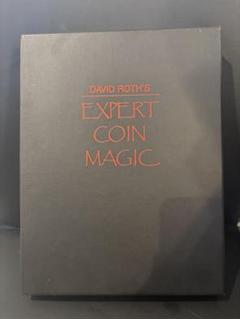 DAVID ROTH'S
EXPERT
COIN
MAGIC